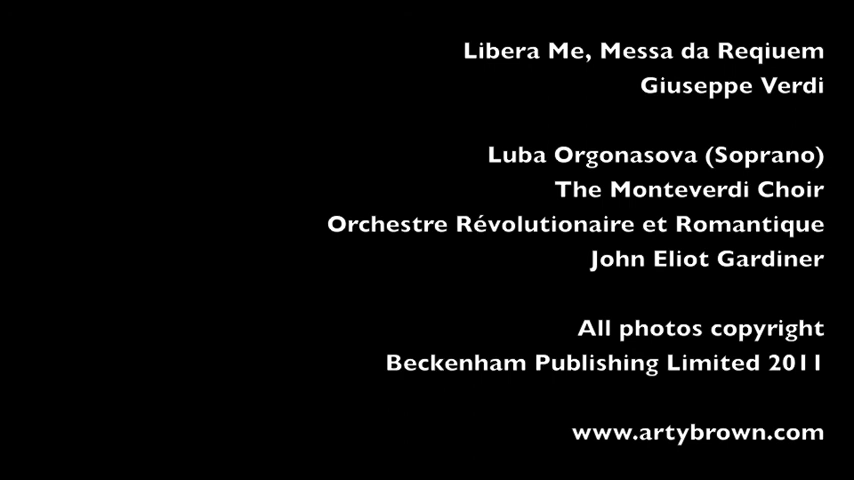 Libera Me, Messa da Reqiuem
Giuseppe Verdi
Luba Orgonasova (Soprano)
The Monteverdi Choir
Orchestre Révolutionaire et Romantique
John Eliot Gardiner
All photos copyright
Beckenham Publishing Limited 2011
www.artybrown.com